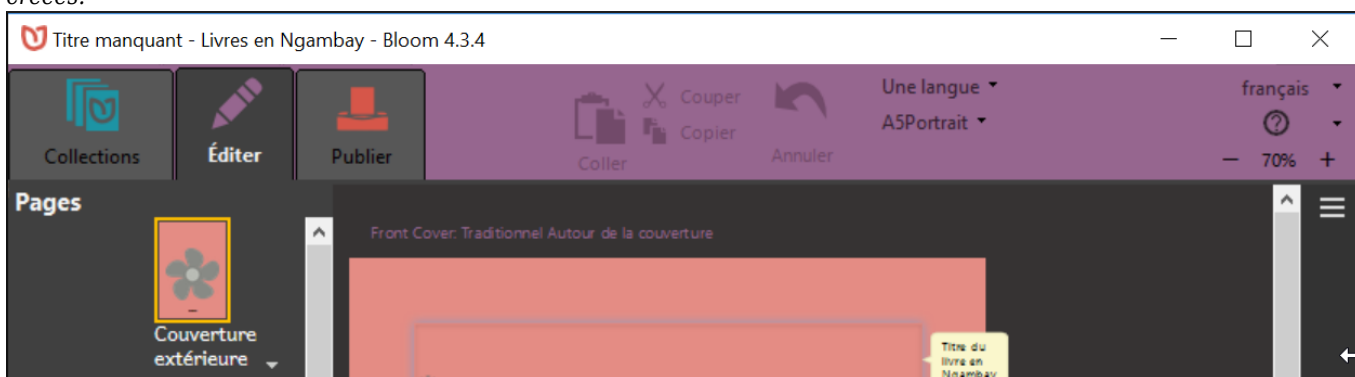 créées.
Titre manquant - Livres en Ngambay - Bloom 4.3.4
Collections
Éditer
Publier
Coller
Couper
Copier
Annuler
Une langue
A5Portrait
français
70%
Pages
Front Cover: Traditionnel Autour de la couverture
Couverture
extérieure
Titre du
livre en
Ngambay